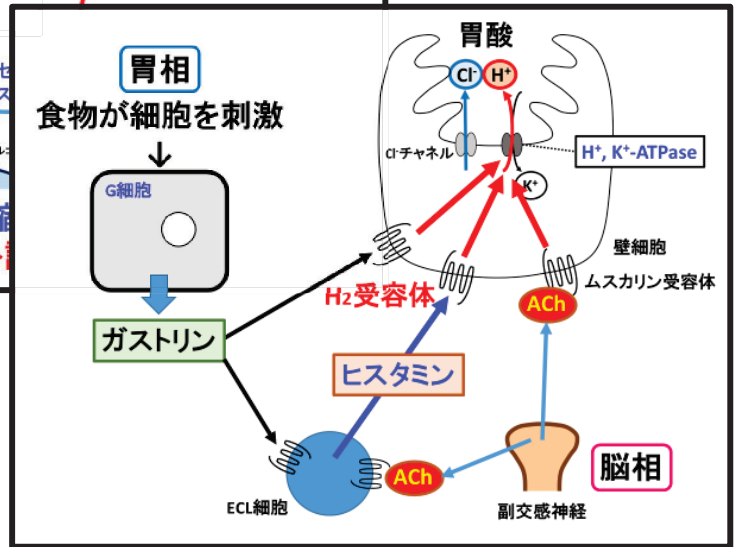 胃相
食物が細胞を刺激
G細胞
ガストリン
胃酸
Cl⁻
H⁺
Cl⁻チャネル
K⁺
H⁺, K⁺-ATPase
壁細胞
ムスカリン受容体
H₂受容体
ACh
ヒスタミン
ECL細胞
ACh
副交感神経
脳相